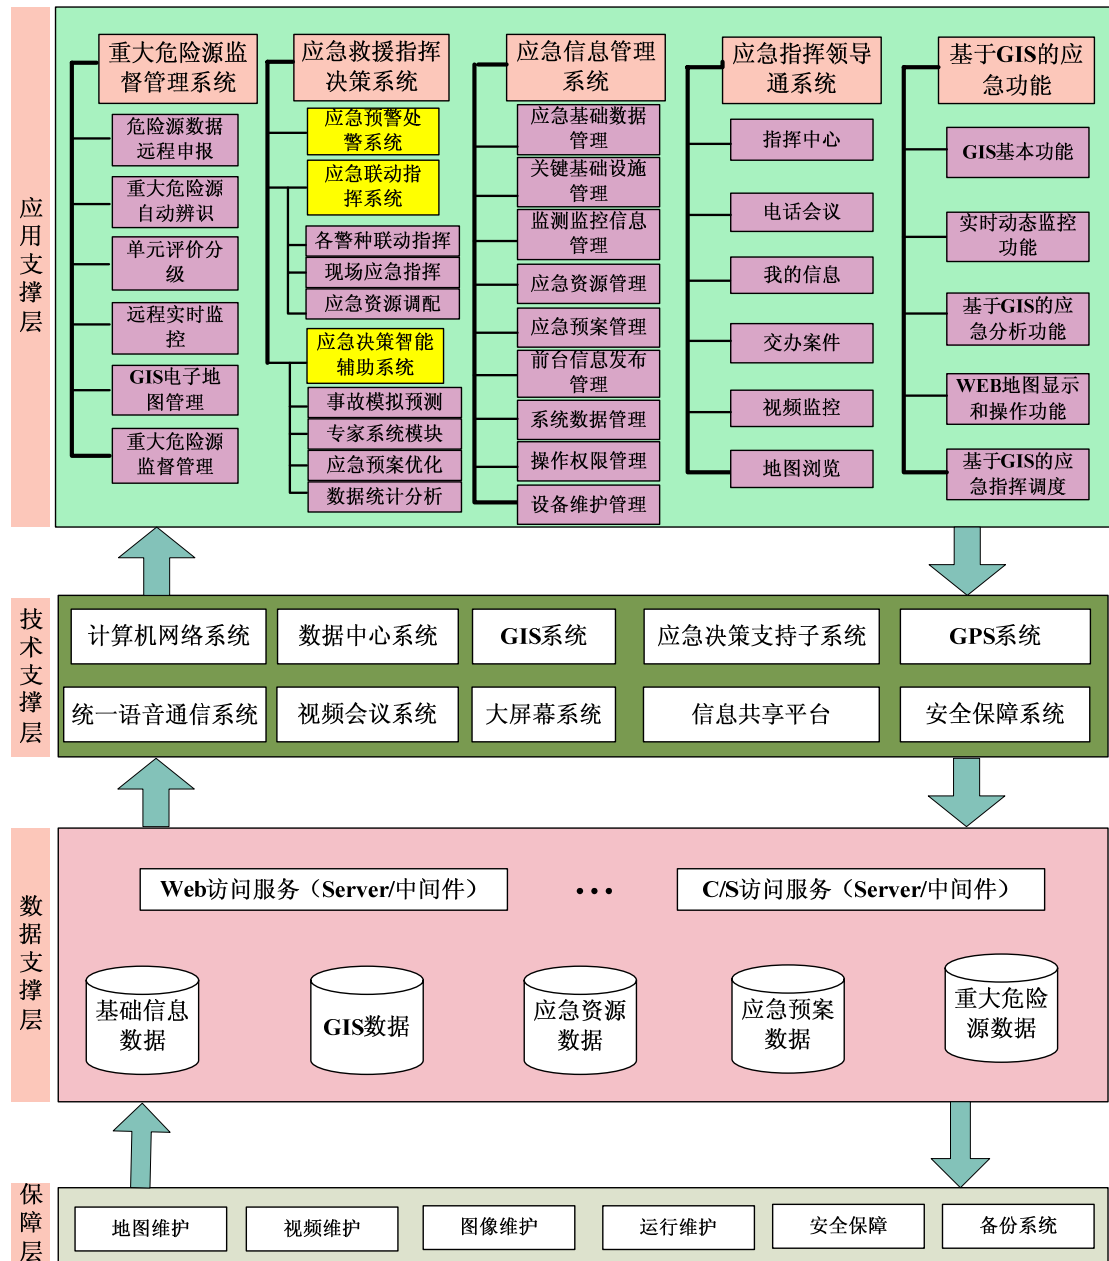 应用支撑层
重大危险源监
督管理系统
危险源数据
远程申报
重大危险源
自动辨识
单元评价分
级
远程实时监
控
GIS电子地
图管理
重大危险源
监督管理
应急救援指挥
决策系统
应急预警处
警系统
应急联动指
挥系统
各警种联动指挥
现场应急指挥
应急资源调配
应急决策智能
辅助系统
事故模拟预测
专家系统模块
应急预案优化
数据统计分析
应急信息管理
系统
应急基础数据
管理
关键基础设施
管理
监测监控信息
管理
应急资源管理
应急预案管理
前台信息发布
管理
系统数据管理
操作权限管理
设备维护管理
应急指挥领导
通系统
指挥中心
电话会议
我的信息
交办案件
视频监控
地图浏览
基于GIS的应
急功能
GIS基本功能
实时动态监控
功能
基于GIS的应
急分析功能
WEB地图显示
和操作功能
基于GIS的应
急指挥调度
技术支撑层
计算机网络系统
数据中心系统
GIS系统
应急决策支持子系统
GPS系统
统一语音通信系统
视频会议系统
大屏幕系统
信息共享平台
安全保障系统
数据支撑层
Web访问服务（Server/中间件）
...
C/S访问服务（Server/中间件）
基础信息
数据
GIS数据
应急资源
数据
应急预案
数据
重大危险
源数据
保障层
地图维护
视频维护
图像维护
运行维护
安全保障
备份系统